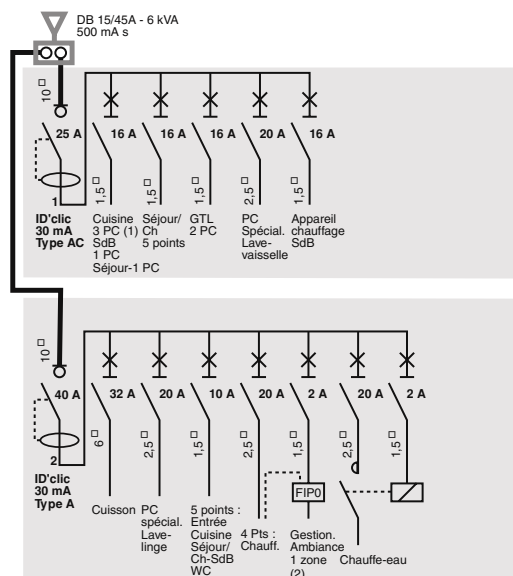 DB 15/45A - 6 kVA
500 mA s
10
25 A
16 A
16 A
16 A
20 A
16 A
1,5
1,5
1,5
2,5
1,5
1
ID'clic
30 mA
Type AC
Cuisine
3 PC (1)
SdB
1 PC
Séjour-1 PC
Séjour/
Ch
5 points
GTL
2 PC
PC
Spécial.
Lave-
vaisselle
Appareil
chauffage
SdB
10
40 A
32 A
20 A
10 A
20 A
2 A
20 A
2 A
6
2,5
1,5
2,5
1,5
2,5
1,5
2
ID'clic
30 mA
Type A
FIP0
Cuisson
PC
spécial.
Lave-
linge
5 points :
Entrée
Cuisine
Séjour/
Ch-SdB
WC
4 Pts :
Chauff.
Gestion.
Ambiance
1 zone
(2)
Chauffe-eau